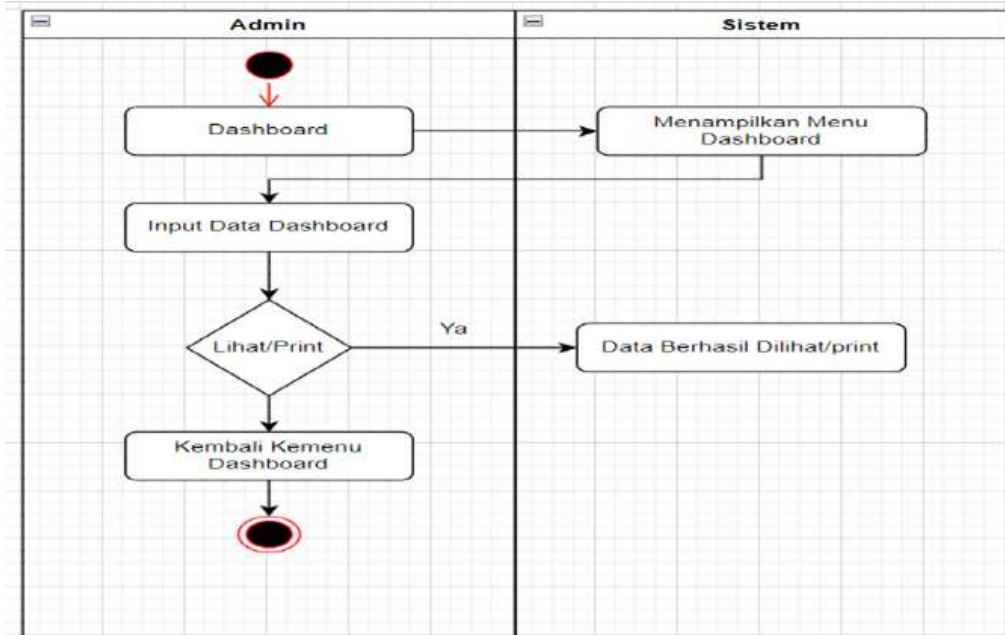 Admin
Sistem
Dashboard
Menampilkan Menu
Dashboard
Input Data Dashboard
Lihat/Print
Ya
Data Berhasil Dilihat/print
Kembali Kemenu
Dashboard